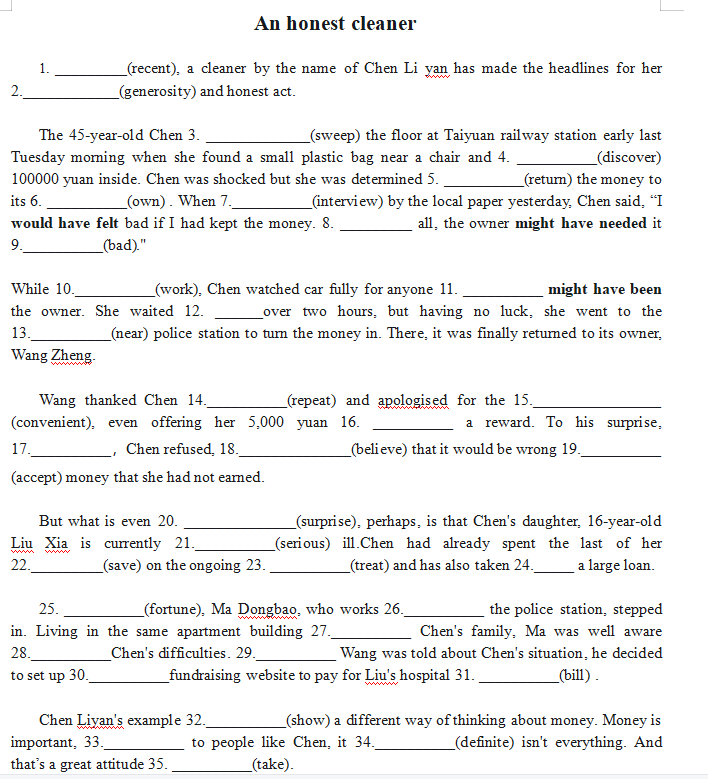 An honest cleaner
1. __________(recent), a cleaner by the name of Chen Li yan has made the headlines for her
2.____________(generosity) and honest act.
The 45-year-old Chen 3. _____________(sweep) the floor at Taiyuan railway station early last
Tuesday morning when she found a small plastic bag near a chair and 4. __________(discover)
100000 yuan inside. Chen was shocked but she was determined 5. __________(return) the money to
its 6. __________(own) . When 7.__________(interview) by the local paper yesterday, Chen said, “I
would have felt bad if I had kept the money. 8. _________ all, the owner might have needed it
9.__________(bad)."
While 10.__________(work), Chen watched car fully for anyone 11. __________ might have been
the owner. She waited 12. ______over two hours, but having no luck, she went to the
13.__________(near) police station to turn the money in. There, it was finally returned to its owner,
Wang Zheng.
Wang thanked Chen 14.__________(repeat) and apologised for the 15.________________
(convenient), even offering her 5,000 yuan 16. __________ a reward. To his surprise,
17.__________, Chen refused, 18.______________(believe) that it would be wrong 19.__________
(accept) money that she had not earned.
But what is even 20. ______________(surprise), perhaps, is that Chen's daughter, 16-year-old
Liu Xia is currently 21.__________(serious) ill.Chen had already spent the last of her
22._________(save) on the ongoing 23. __________(treat) and has also taken 24._____ a large loan.
25. __________(fortune), Ma Dongbao, who works 26.__________ the police station, stepped
in. Living in the same apartment building 27.__________ Chen's family, Ma was well aware
28.__________Chen's difficulties. 29.__________ Wang was told about Chen's situation, he decided
to set up 30.__________fundraising website to pay for Liu's hospital 31. __________(bill) .
Chen Liyan's example 32.__________(show) a different way of thinking about money. Money is
important, 33.__________ to people like Chen, it 34.__________(definite) isn't everything. And
that’s a great attitude 35. __________(take).